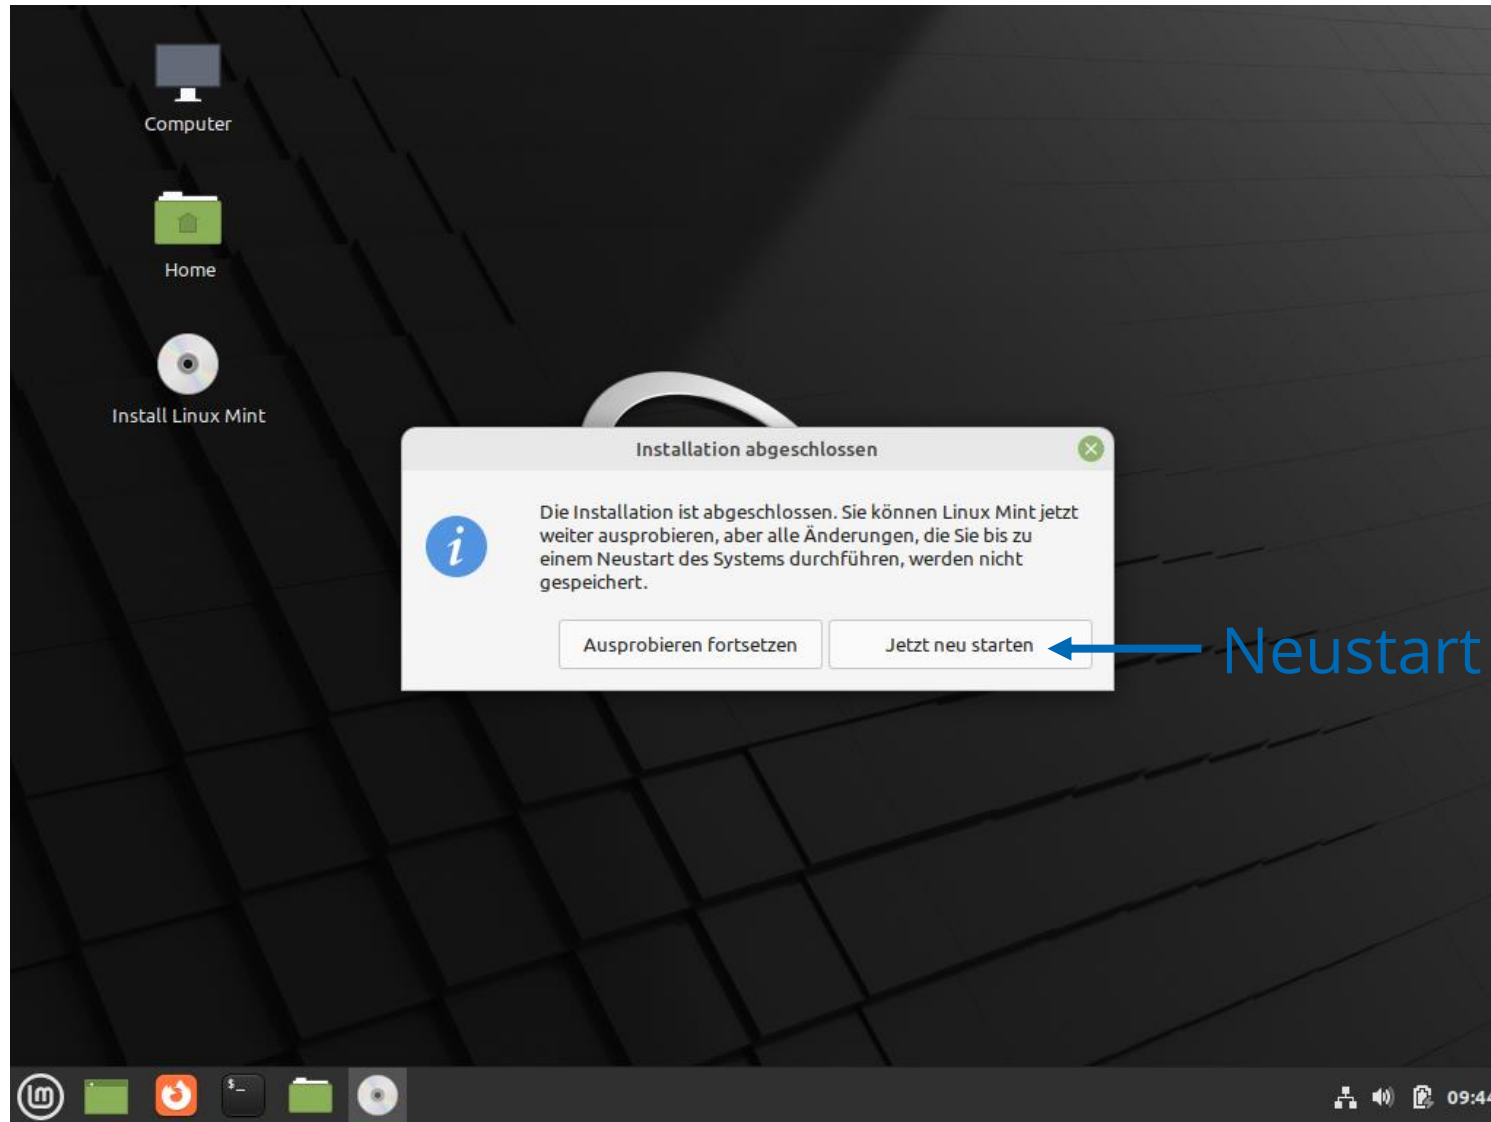 Computer
Home
Install Linux Mint
Installation abgeschlossen
Die Installation ist abgeschlossen. Sie können Linux Mint jetzt
weiter ausprobieren, aber alle Änderungen, die Sie bis zu
einem Neustart des Systems durchführen, werden nicht
gespeichert.
Ausprobieren fortsetzen
Jetzt neu starten
Neustart
$_
09:44